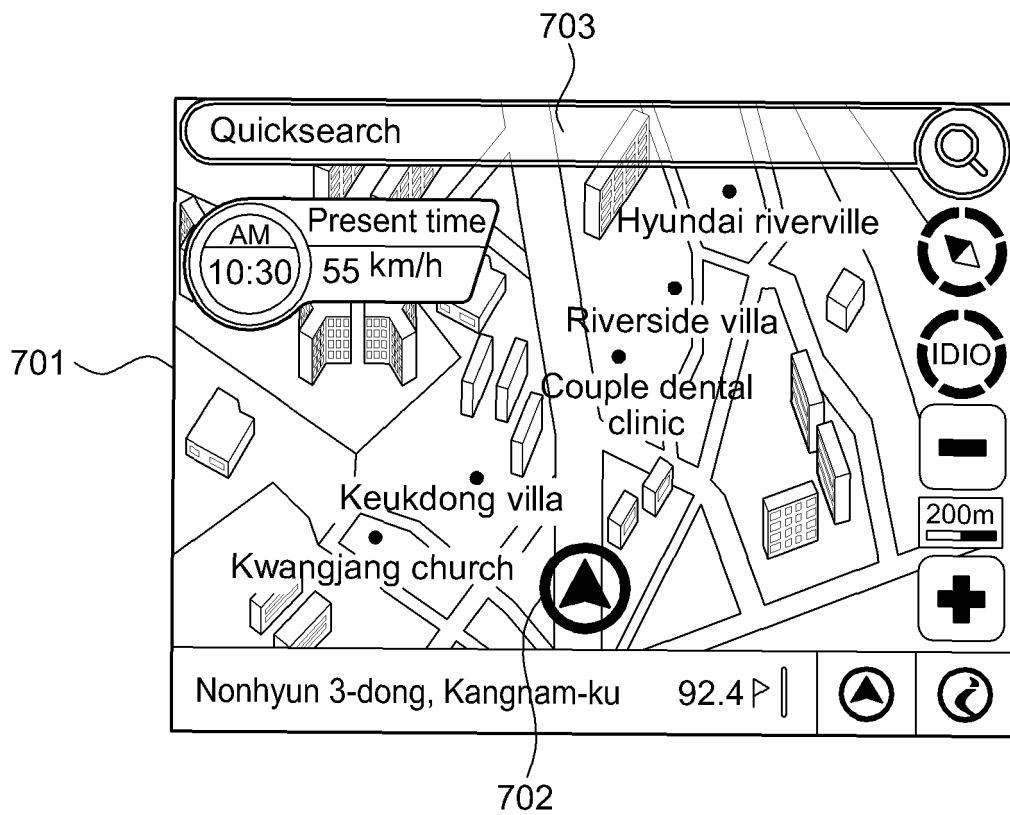 703
Quicksearch
Present time
AM
10:30
55 km/h
Hyundai riverville
Riverside villa
IDIO
701
Couple dental
clinic
Keukdong villa
200m
Kwangjang church
Nonhyun 3-dong, Kangnam-ku
92.4
702